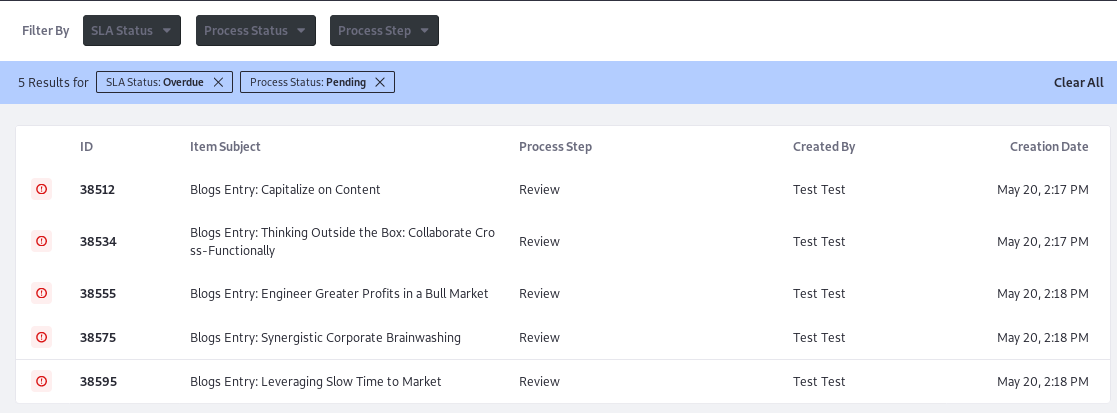 Filter By SLA Status Process Status Process Step
5 Results for SLA Status: Overdue Process Status: Pending Clear All
ID Item Subject Process Step Created By Creation Date
38512 Blogs Entry: Capitalize on Content Review Test Test May 20, 2:17 PM
38534 Blogs Entry: Thinking Outside the Box: Collaborate Cro Review Test Test May 20, 2:17 PM
ss-Functionally
38555 Blogs Entry: Engineer Greater Profits in a Bull Market Review Test Test May 20, 2:18 PM
38575 Blogs Entry: Synergistic Corporate Brainwashing Review Test Test May 20, 2:18 PM
38595 Blogs Entry: Leveraging Slow Time to Market Review Test Test May 20, 2:18 PM